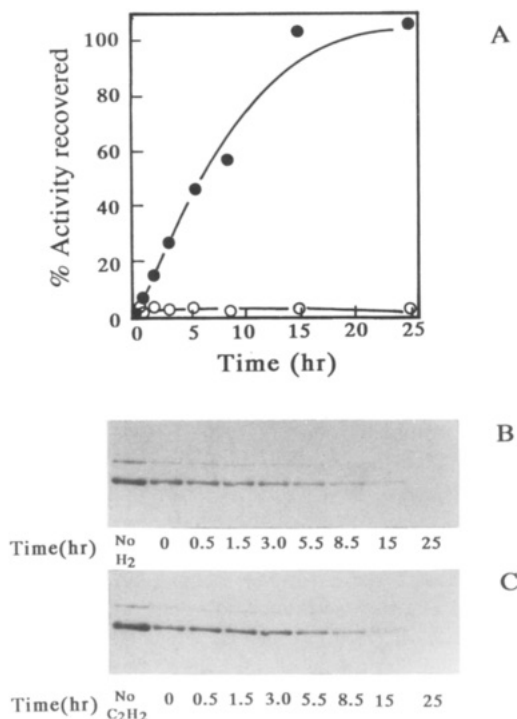 A
100
80
60
40
20
0
% Activity recovered
0 5 10 15 20 25
Time (hr)
B
Time(hr) No H2 0 0.5 1.5 3.0 5.5 8.5 15 25
C
Time(hr) No C2H2 0 0.5 1.5 3.0 5.5 8.5 15 25